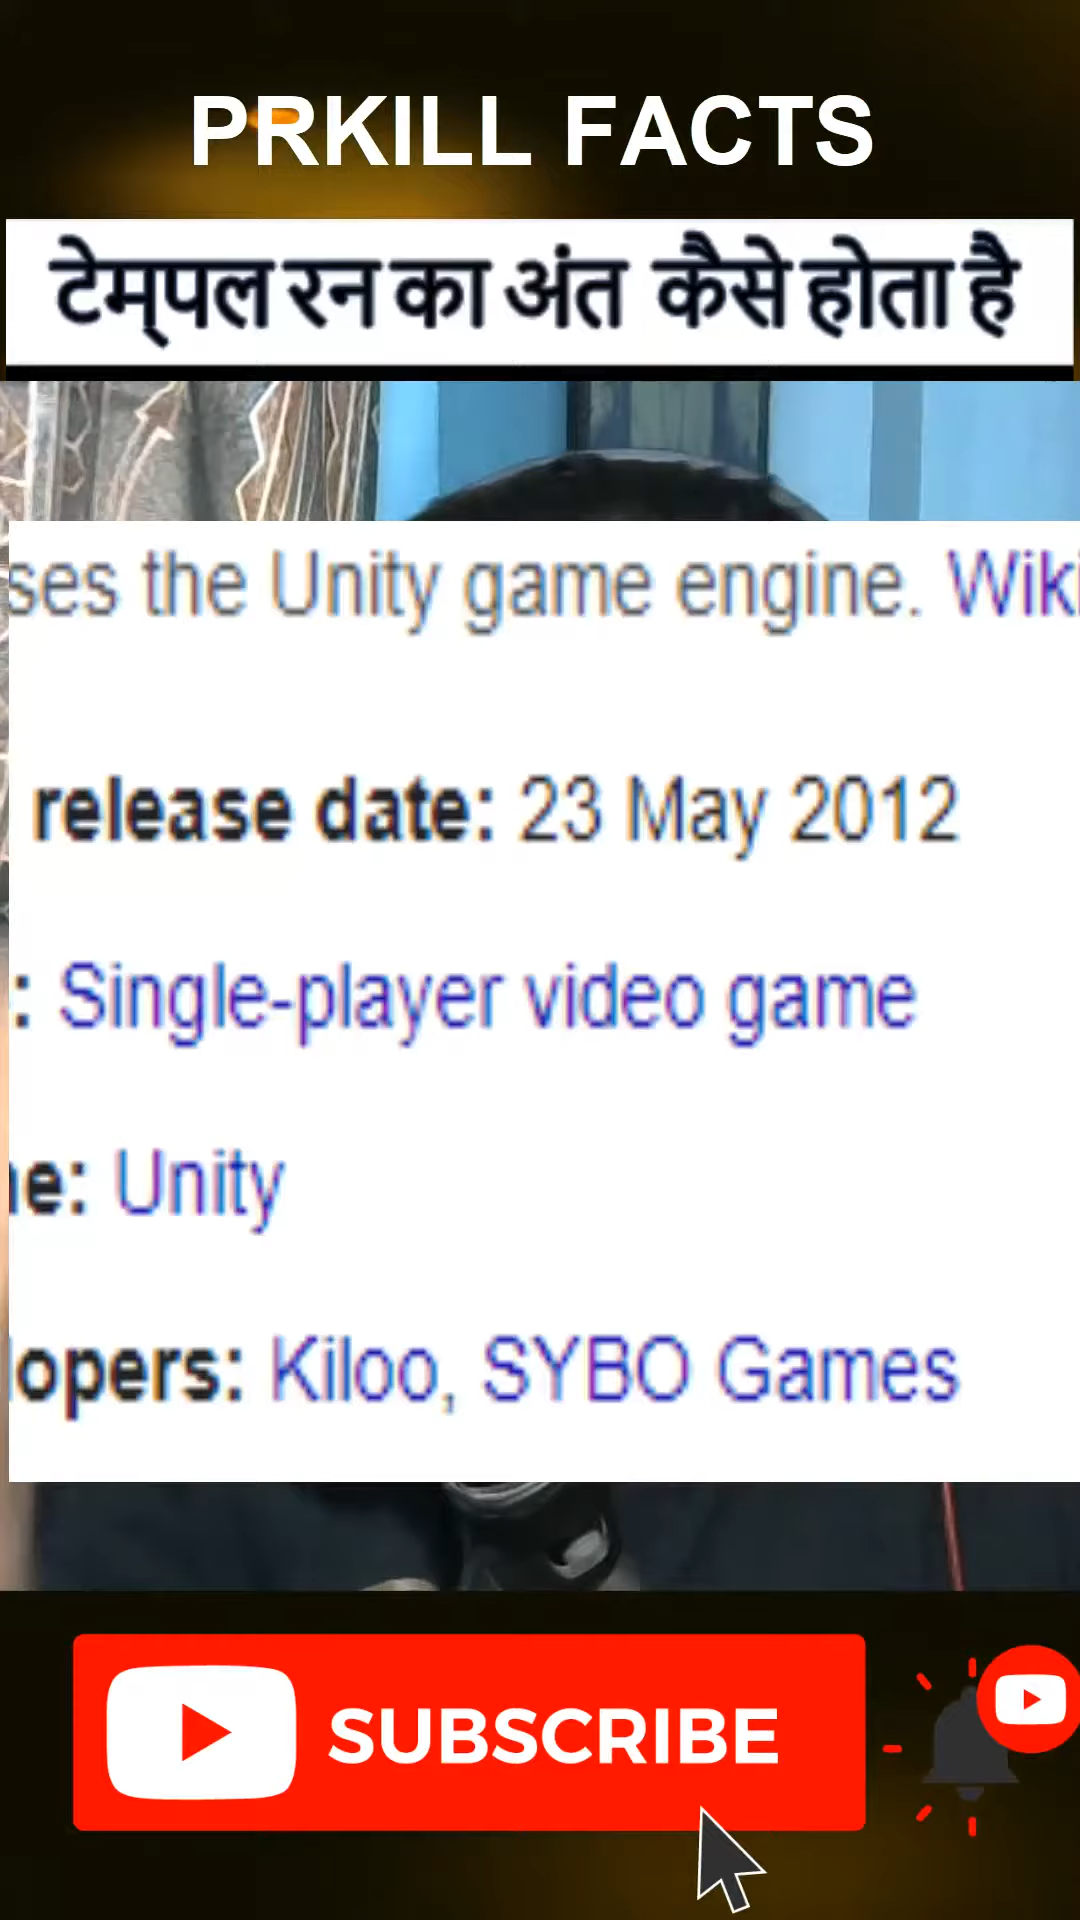 PRKILL FACTS
टेम्पल रन का अंत कैसे होता है
ses the Unity game engine. Wiki
release date: 23 May 2012
: Single-player video game
e: Unity
lopers: Kiloo, SYBO Games
SUBSCRIBE